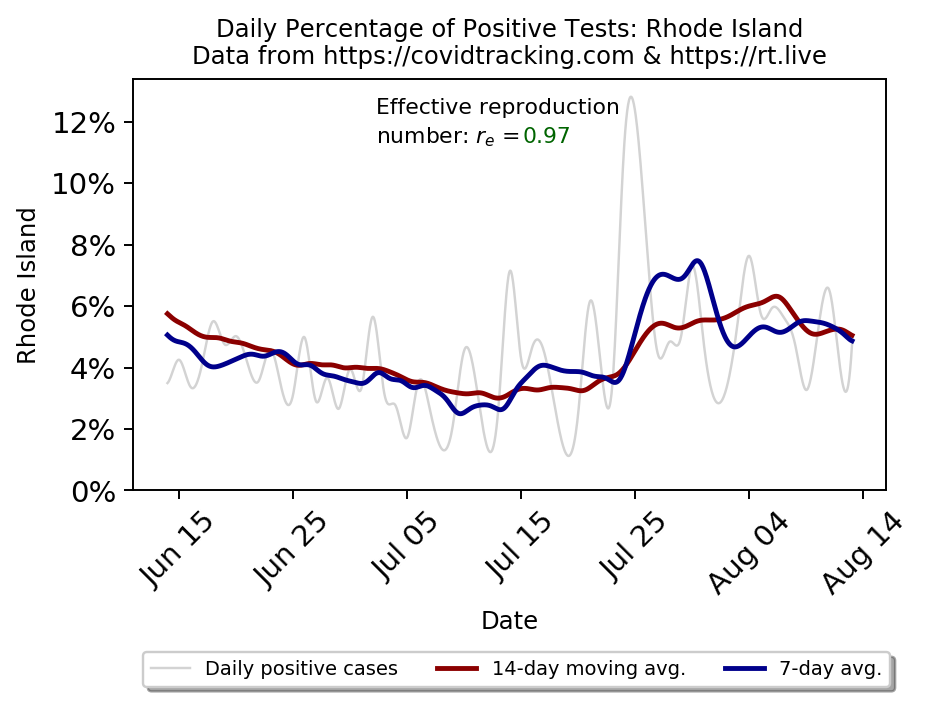 Daily Percentage of Positive Tests: Rhode Island
Data from https://covidtracking.com & https://rt.live
Effective reproduction
number: rₑ =0.97
12%
10%
8%
6%
4%
2%
0%
Rhode Island
Jun 15
Jun 25
Jul 05
Jul 15
Jul 25
Aug 04
Aug 14
Date
Daily positive cases
14-day moving avg.
7-day avg.